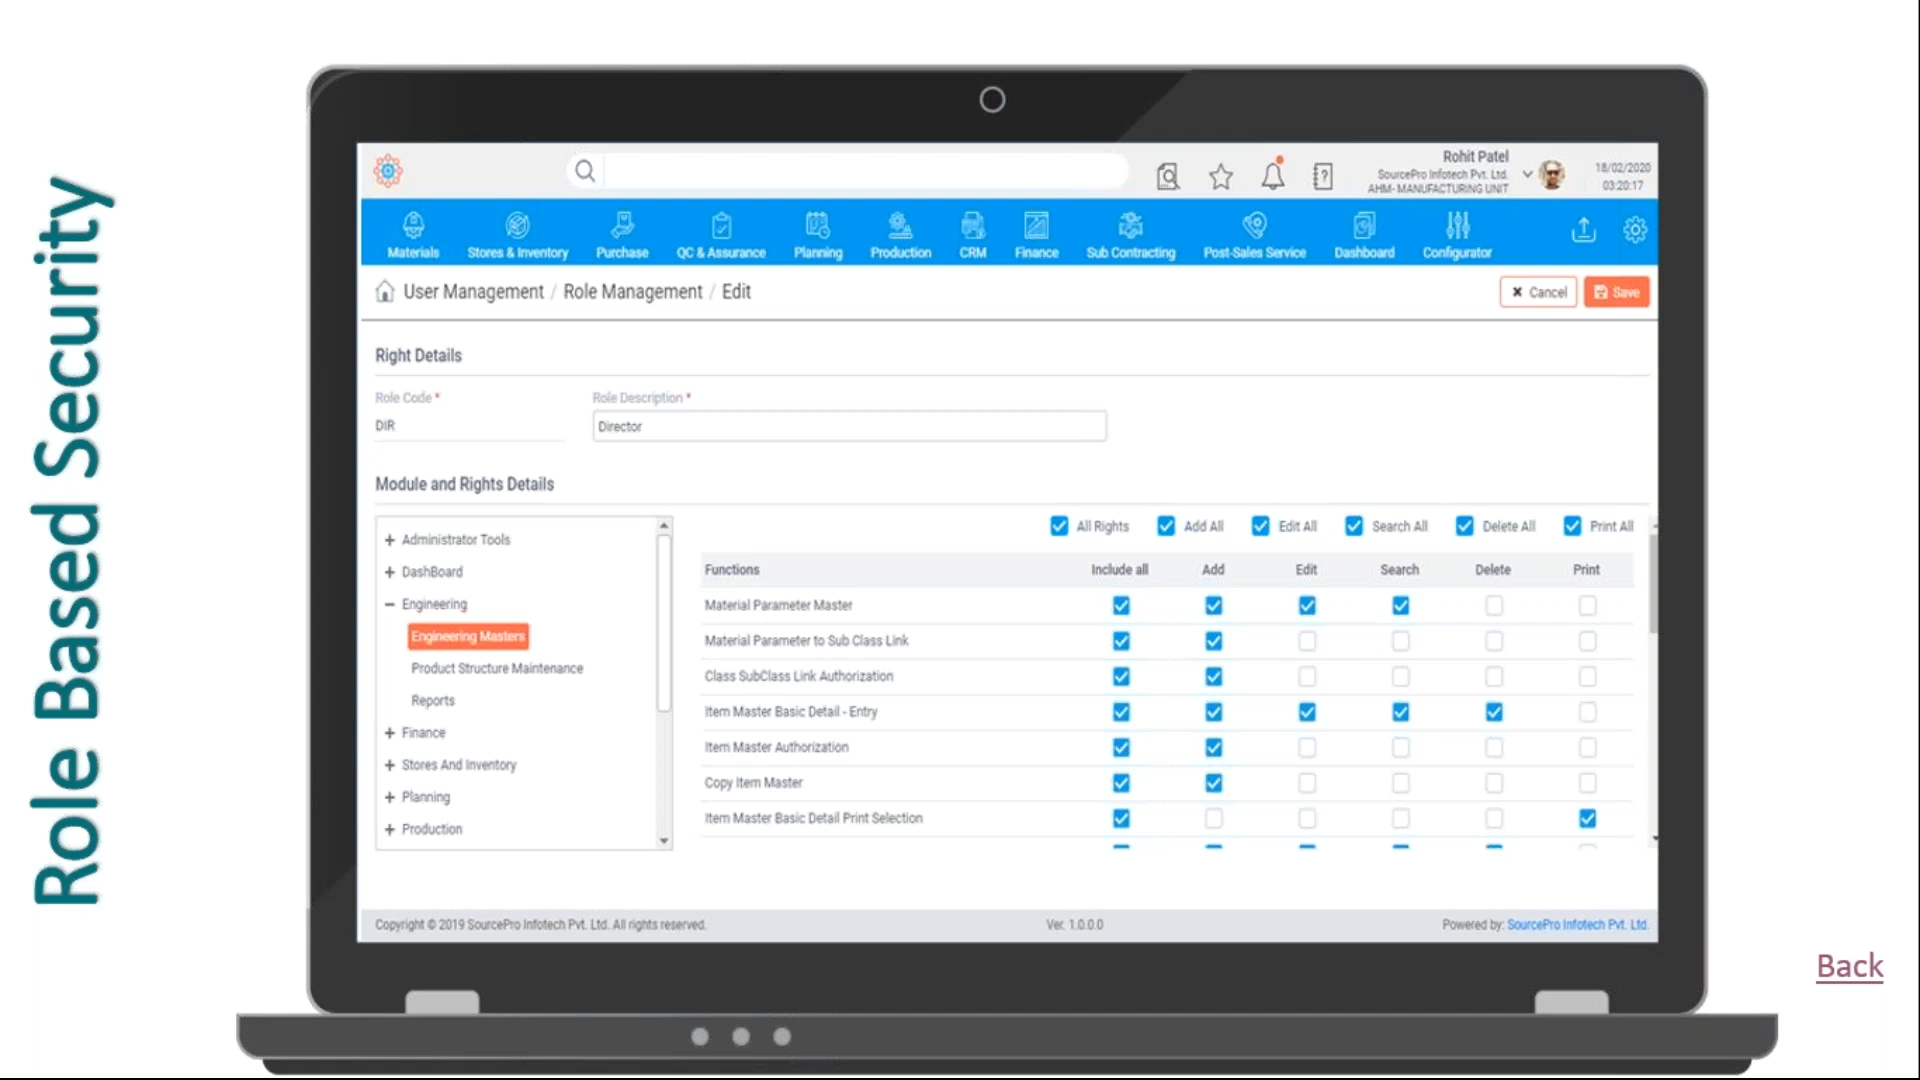 Role Based Security
Rohit Patel
SourcePro Infotech Pvt. Ltd.
AHM- MANUFACTURING UNIT
18/02/2020
03:20:17
Materials Stores & Inventory Purchase QC & Assurance Planning Production CRM Finance Sub Contracting Post-Sales Service Dashboard Configurator
User Management / Role Management / Edit
Cancel Save
Right Details
Role Code * Role Description *
DIR Director
Module and Rights Details
Administrator Tools
DashBoard
Engineering
Engineering Masters
Product Structure Maintenance
Reports
Finance
Stores And Inventory
Planning
Production
All Rights Add All Edit All Search All Delete All Print All
Functions Include all Add Edit Search Delete Print
Material Parameter Master
Material Parameter to Sub Class Link
Class SubClass Link Authorization
Item Master Basic Detail - Entry
Item Master Authorization
Copy Item Master
Item Master Basic Detail Print Selection
Copyright © 2019 SourcePro Infotech Pvt. Ltd. All rights reserved. Ver. 1.0.0.0 Powered by: SourcePro Infotech Pvt. Ltd.
Back